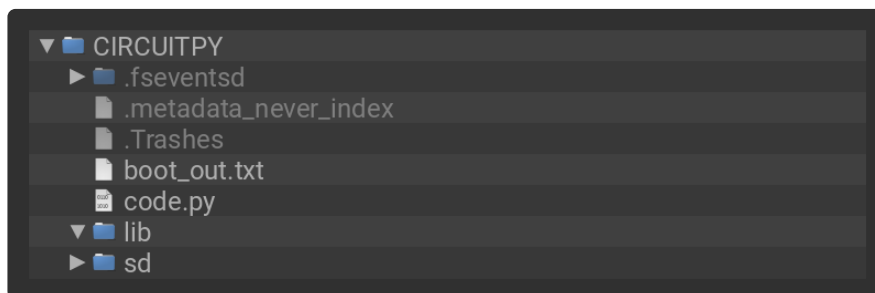 CIRCUITPY
.fseventsd
.metadata_never_index
.Trashes
boot_out.txt
code.py
lib
sd